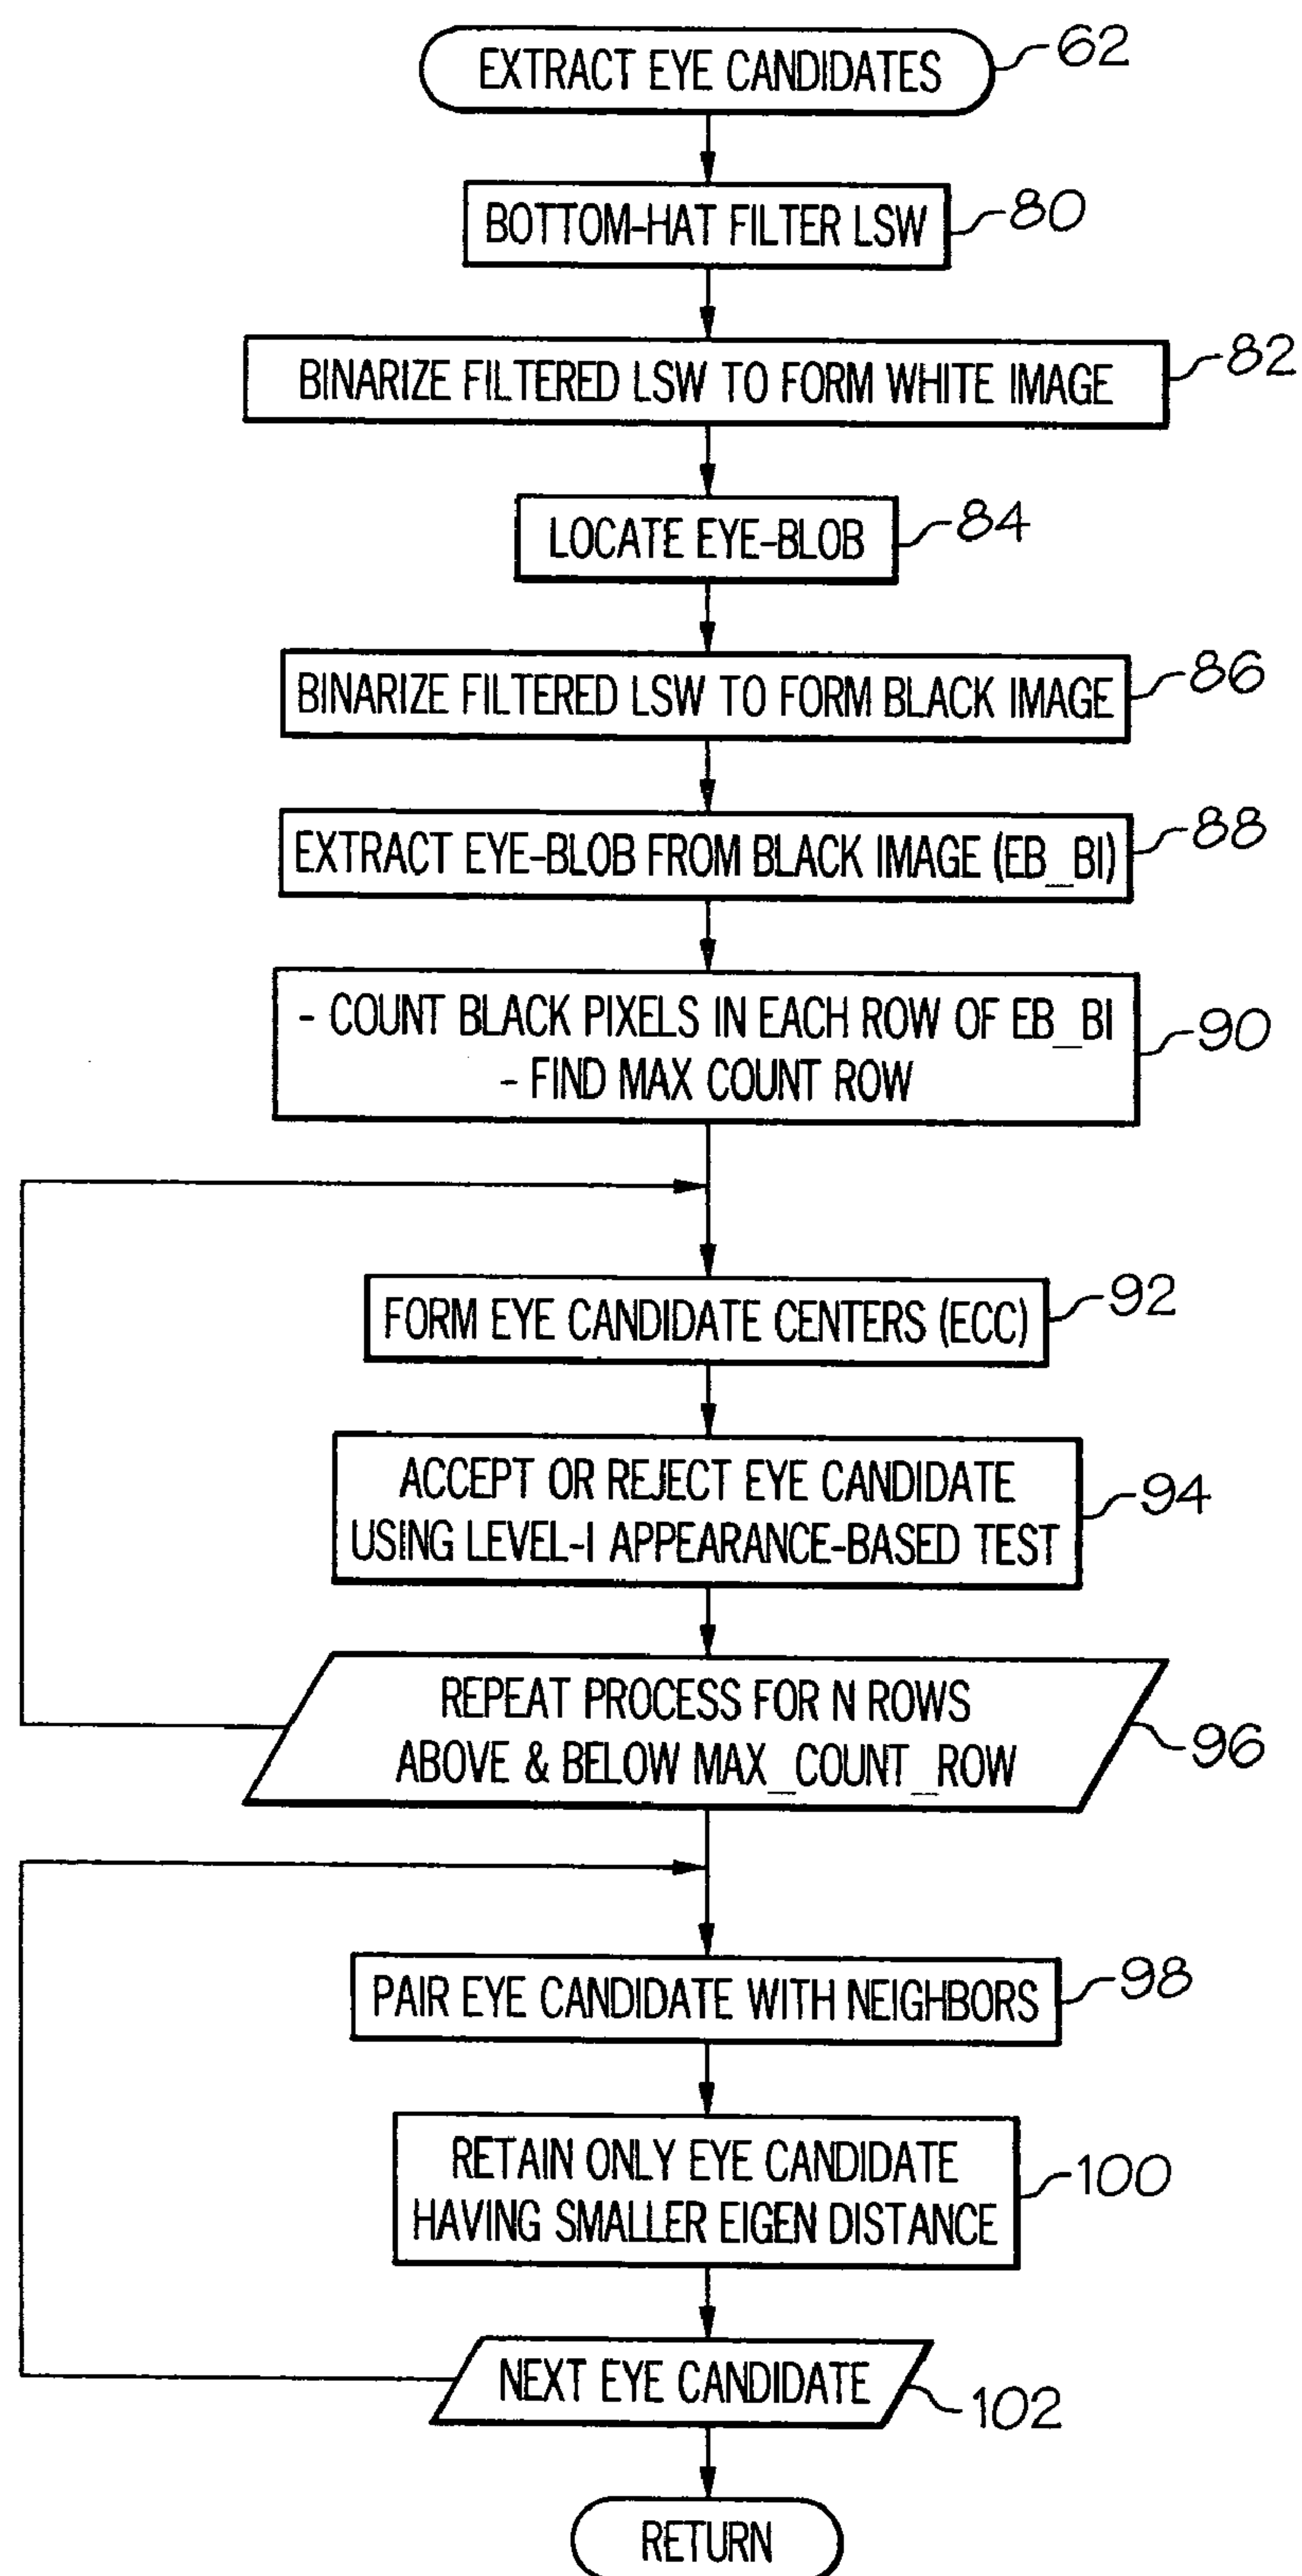 EXTRACT EYE CANDIDATES
62
BOTTOM-HAT FILTER LSW
80
BINARIZE FILTERED LSW TO FORM WHITE IMAGE
82
LOCATE EYE-BLOB
84
BINARIZE FILTERED LSW TO FORM BLACK IMAGE
86
EXTRACT EYE-BLOB FROM BLACK IMAGE (EB_BI)
88
- COUNT BLACK PIXELS IN EACH ROW OF EB_BI
- FIND MAX COUNT ROW
90
FORM EYE CANDIDATE CENTERS (ECC)
92
ACCEPT OR REJECT EYE CANDIDATE
USING LEVEL-I APPEARANCE-BASED TEST
94
REPEAT PROCESS FOR N ROWS
ABOVE & BELOW MAX_COUNT_ROW
96
PAIR EYE CANDIDATE WITH NEIGHBORS
98
RETAIN ONLY EYE CANDIDATE
HAVING SMALLER EIGEN DISTANCE
100
NEXT EYE CANDIDATE
102
RETURN